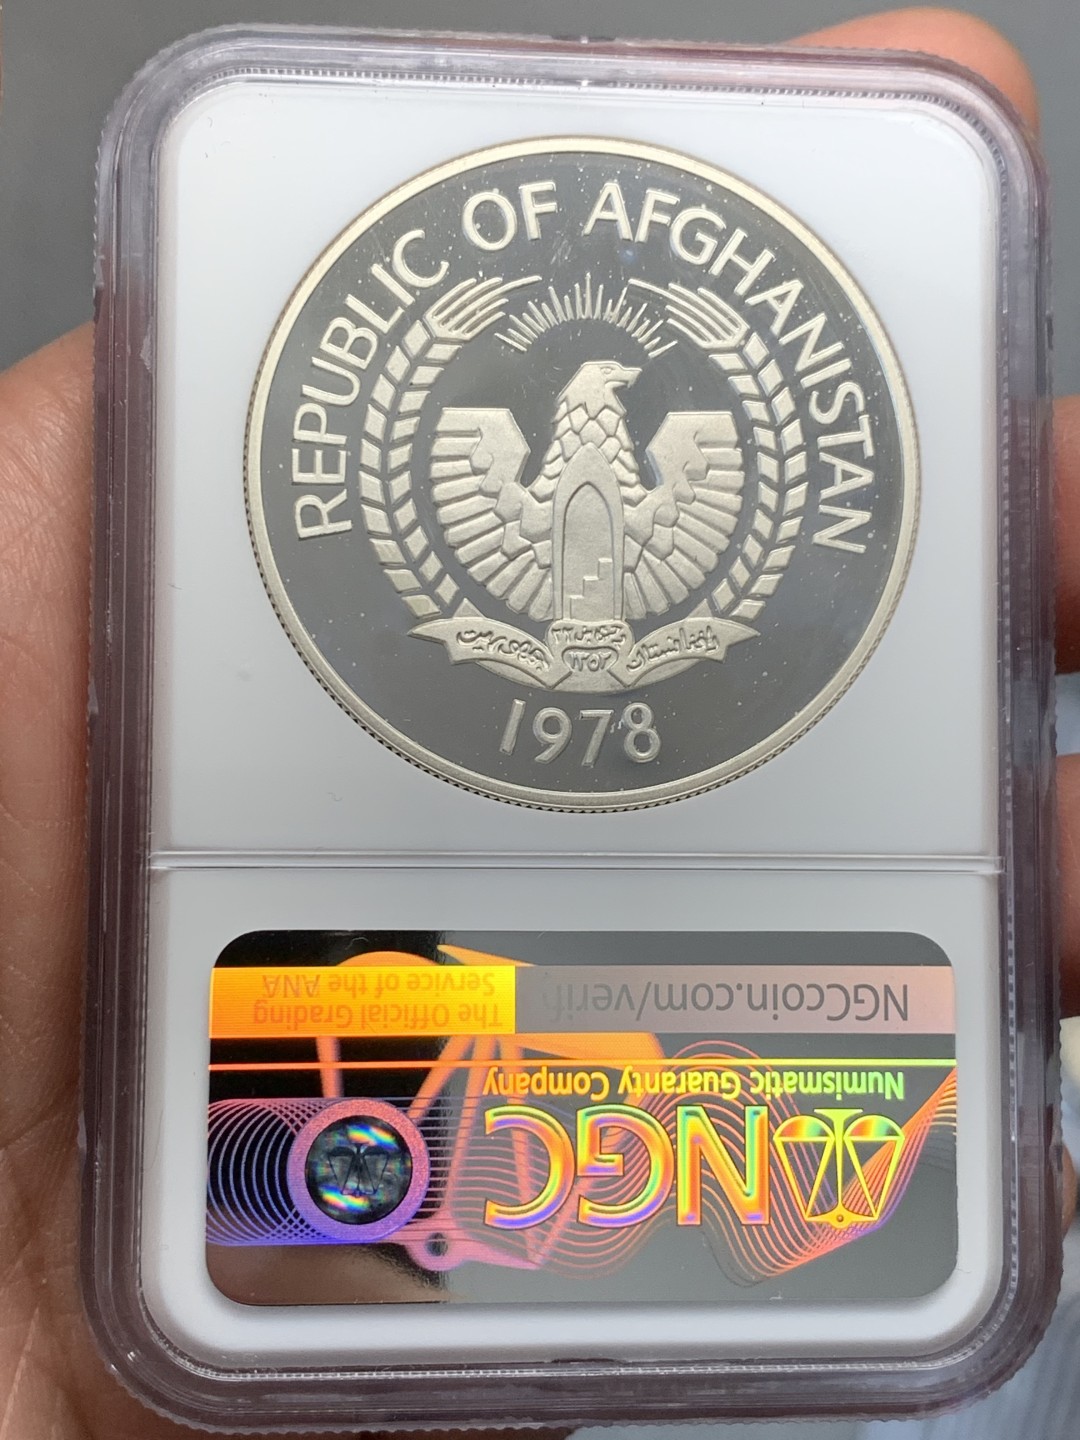 REPUBLIC OF AFGHANISTAN
1978
NGCcoin.com/verif
The Official Grading
Service of the ANA
Numismatic Guaranty Company
NGC